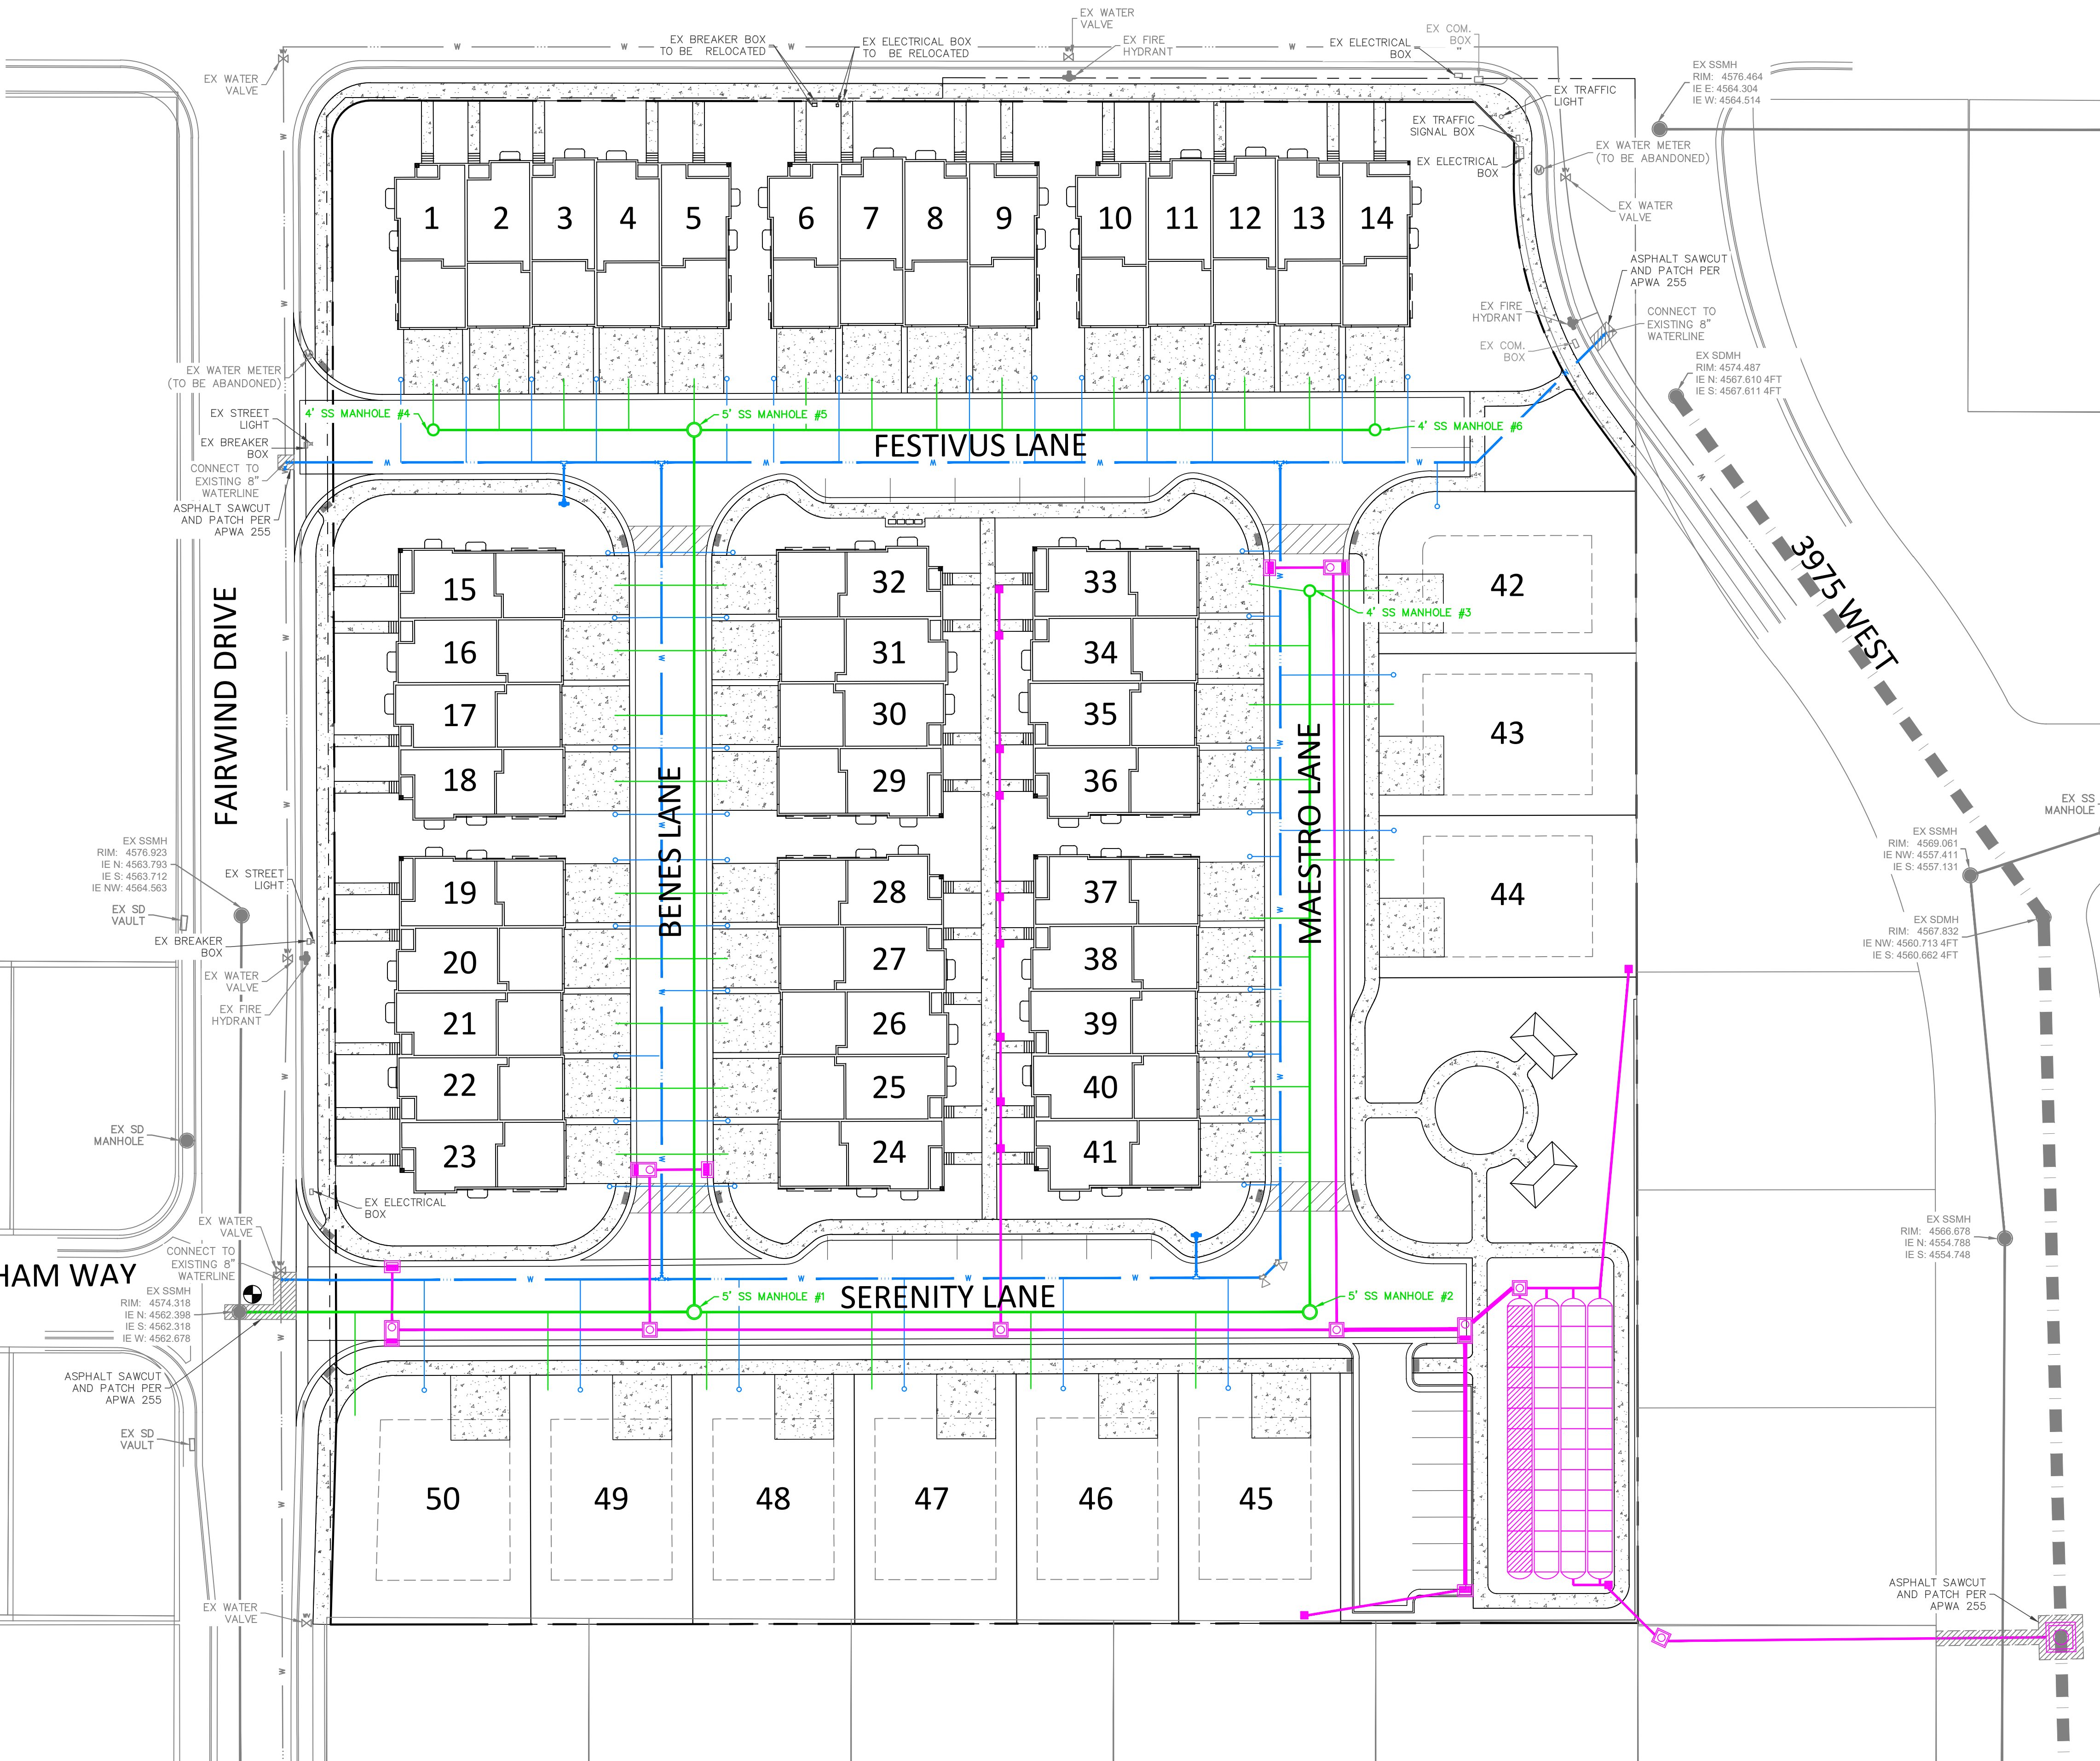 EX WATER
VALVE
EX BREAKER BOX
TO BE RELOCATED
EX ELECTRICAL BOX
TO BE RELOCATED
EX WATER
VALVE
EX FIRE
HYDRANT
EX ELECTRICAL
BOX
EX COM.
BOX
EX SSMH
RIM: 4576.464
IE E: 4564.304
IE W: 4564.514
EX TRAFFIC
LIGHT
EX TRAFFIC
SIGNAL BOX
EX ELECTRICAL
BOX
EX WATER METER
(TO BE ABANDONED)
EX WATER
VALVE
1
2
3
4
5
6
7
8
9
10
11
12
13
14
ASPHALT SAWCUT
AND PATCH PER
APWA 255
EX FIRE
HYDRANT
CONNECT TO
EXISTING 8"
WATERLINE
EX COM.
BOX
EX SDMH
RIM: 4574.487
IE N: 4567.610 4FT
IE S: 4567.611 4FT
EX WATER METER
(TO BE ABANDONED)
EX STREET
LIGHT
EX BREAKER
BOX
CONNECT TO
EXISTING 8"
WATERLINE
ASPHALT SAWCUT
AND PATCH PER
APWA 255
4' SS MANHOLE #4
5' SS MANHOLE #5
4' SS MANHOLE #6
FESTIVUS LANE
FAIRWIND DRIVE
BENES LANE
MAESTRO LANE
3975 WEST
4' SS MANHOLE #3
15
16
17
18
19
20
21
22
23
32
31
30
29
28
27
26
25
24
33
34
35
36
37
38
39
40
41
42
43
44
EX SS
MANHOLE
EX SSMH
RIM: 4569.061
IE NW: 4557.411
IE S: 4557.131
EX SDMH
RIM: 4567.832
IE NW: 4560.713 4FT
IE S: 4560.662 4FT
EX SSMH
RIM: 4566.678
IE N: 4554.788
IE S: 4554.748
EX SSMH
RIM: 4576.923
IE N: 4563.793
IE S: 4563.712
IE NW: 4564.563
EX SD
VAULT
EX STREET
LIGHT
EX BREAKER
BOX
EX WATER
VALVE
EX FIRE
HYDRANT
EX SD
MANHOLE
EX ELECTRICAL
BOX
EX WATER
VALVE
CONNECT TO
EXISTING 8"
WATERLINE
HAM WAY
EX SSMH
RIM: 4574.318
IE N: 4562.398
IE S: 4562.318
IE W: 4562.678
5' SS MANHOLE #1
SERENITY LANE
5' SS MANHOLE #2
ASPHALT SAWCUT
AND PATCH PER
APWA 255
EX SD
VAULT
50
49
48
47
46
45
EX WATER
VALVE
ASPHALT SAWCUT
AND PATCH PER
APWA 255